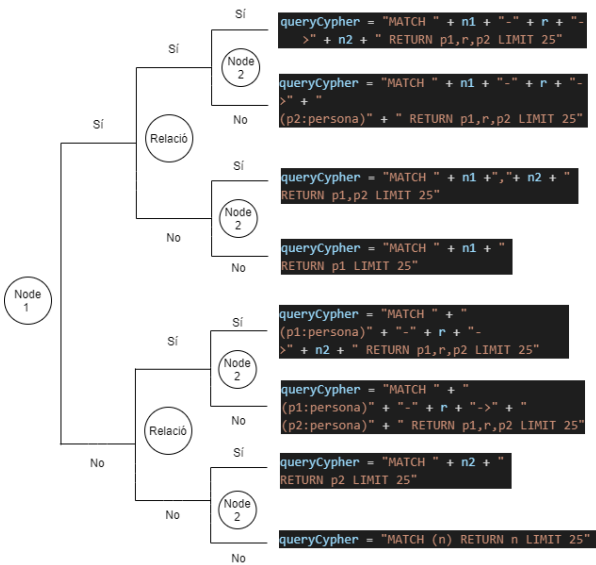 Sí
queryCypher = "MATCH " + n1 + "-" + r + "-
>" + n2 + " RETURN p1,r,p2 LIMIT 25"
Sí
Node
2
queryCypher = "MATCH " + n1 + "-" + r + "-
>" + "
(p2:persona)" + " RETURN p1,r,p2 LIMIT 25"
No
Sí
Relació
Sí
queryCypher = "MATCH " + n1 +","+ n2 + "
RETURN p1,p2 LIMIT 25"
Node
2
No
queryCypher = "MATCH " + n1 + "
RETURN p1 LIMIT 25"
No
Node
1
Sí
queryCypher = "MATCH " + "
(p1:persona)" + "-" + r + "-
>" + n2 + " RETURN p1,r,p2 LIMIT 25"
Sí
Node
2
queryCypher = "MATCH " + "
(p1:persona)" + "-" + r + "->" + "
(p2:persona)" + " RETURN p1,r,p2 LIMIT 25"
No
Relació
No
Sí
queryCypher = "MATCH " + n2 + "
RETURN p2 LIMIT 25"
No
Node
2
queryCypher = "MATCH (n) RETURN n LIMIT 25"
No